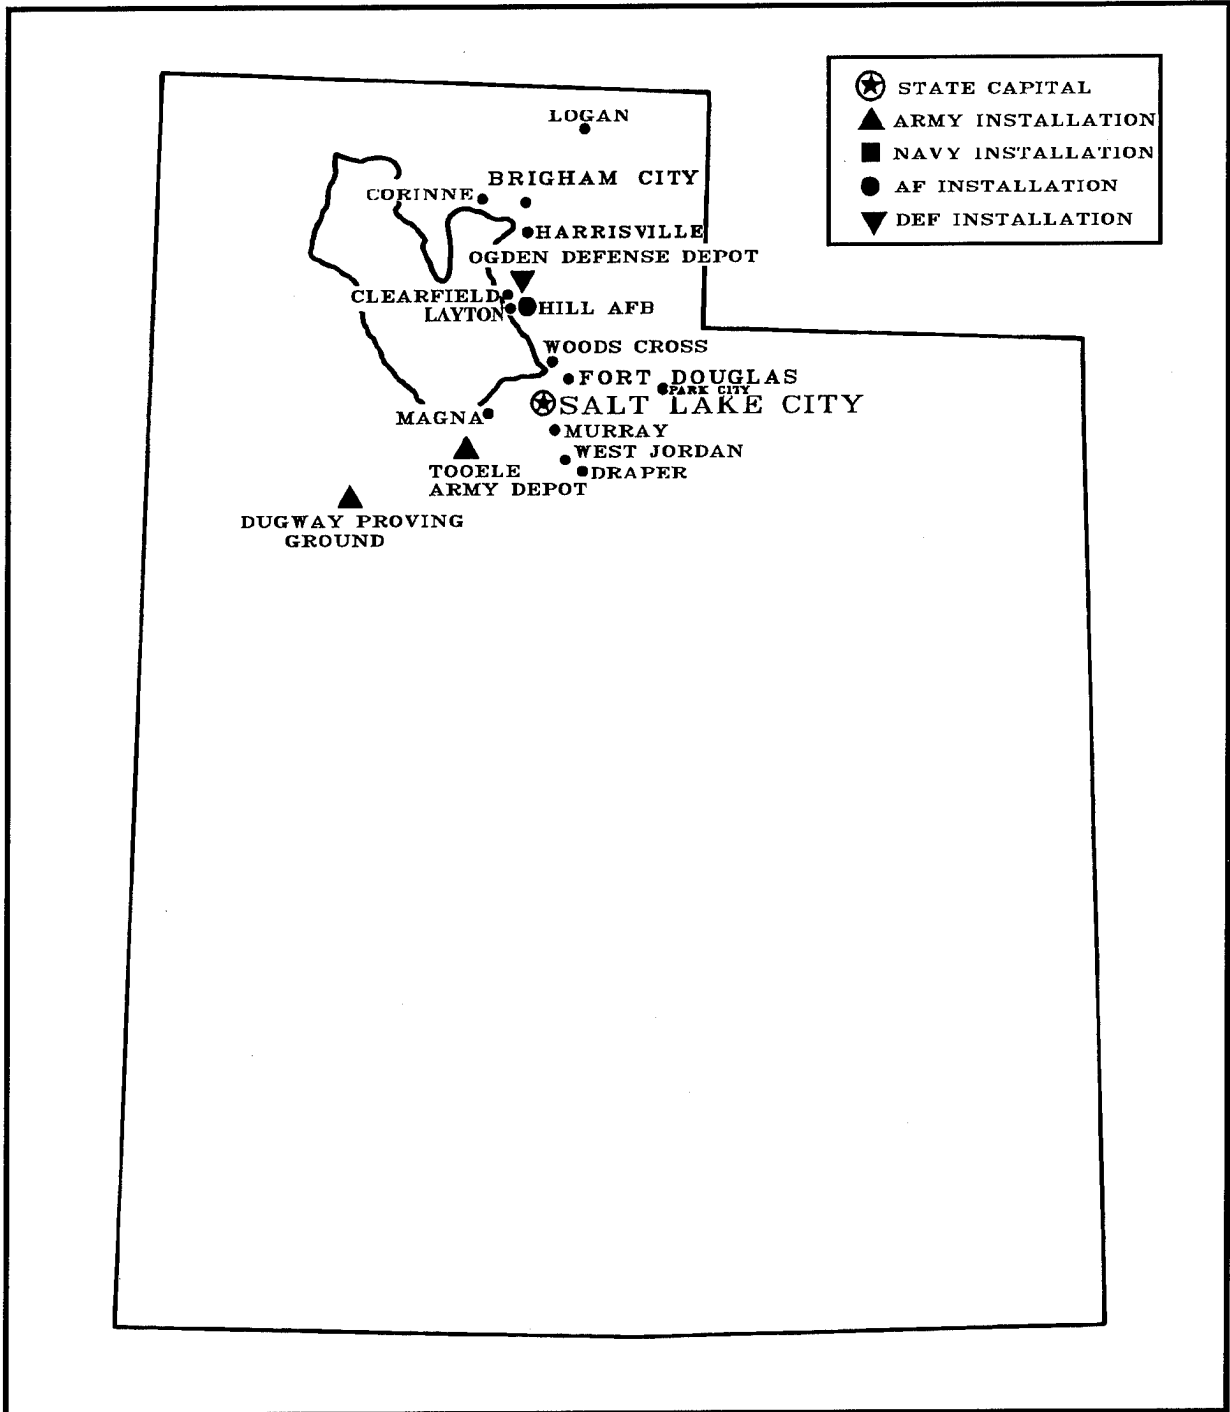 STATE CAPITAL
ARMY INSTALLATION
NAVY INSTALLATION
AF INSTALLATION
DEF INSTALLATION
LOGAN
BRIGHAM CITY
CORINNE
HARRISVILLE
OGDEN DEFENSE DEPOT
CLEARFIELD
LAYTON
HILL AFB
WOODS CROSS
FORT DOUGLAS
PARK CITY
SALT LAKE CITY
MAGNA
MURRAY
WEST JORDAN
TOOELE
ARMY DEPOT
DRAPER
DUGWAY PROVING
GROUND